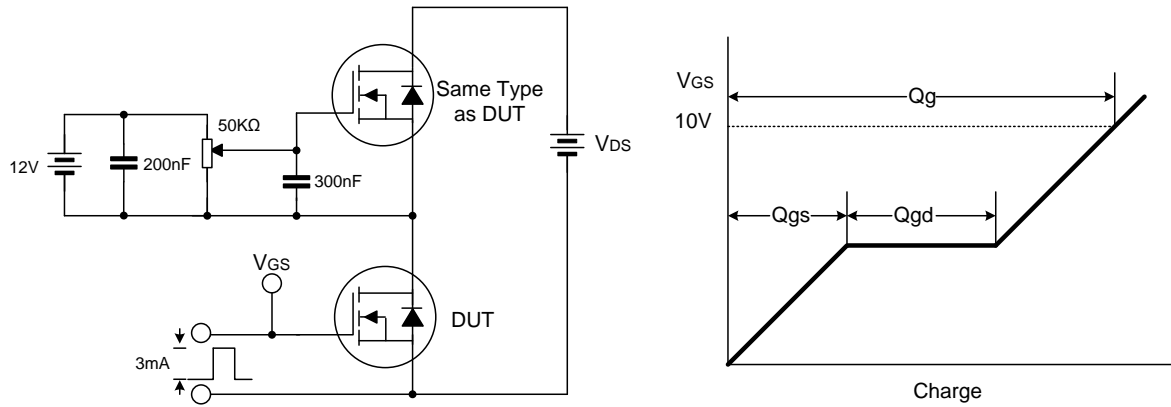 Same Type
as DUT
50KΩ
12V
200nF
300nF
VDS
VGS
DUT
3mA
VGS
10V
Qg
Qgs
Qgd
Charge